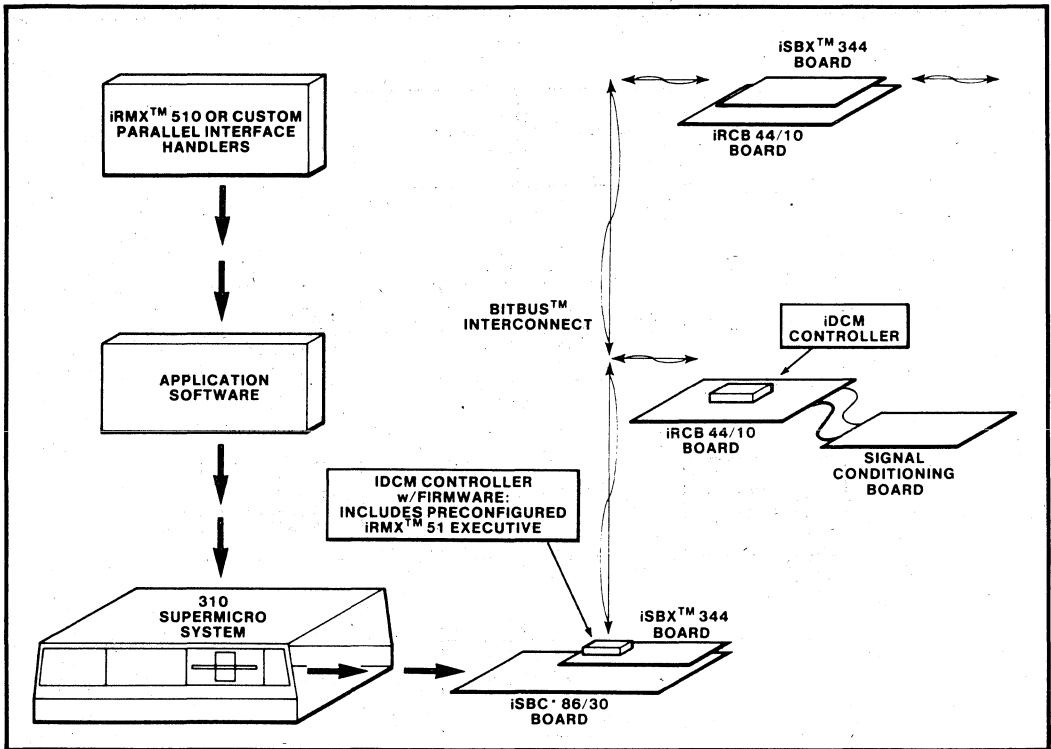 iSBX™ 344
BOARD
iRMX™ 510 OR CUSTOM
PARALLEL INTERFACE
HANDLERS
iRCB 44/10
BOARD
BITBUS™
INTERCONNECT
iDCM
CONTROLLER
APPLICATION
SOFTWARE
iRCB 44/10
BOARD
SIGNAL
CONDITIONING
BOARD
IDCM CONTROLLER
w/FIRMWARE:
INCLUDES PRECONFIGURED
iRMX™ 51 EXECUTIVE
310
SUPERMICRO
SYSTEM
iSBX™ 344
BOARD
iSBC* 86/30
BOARD